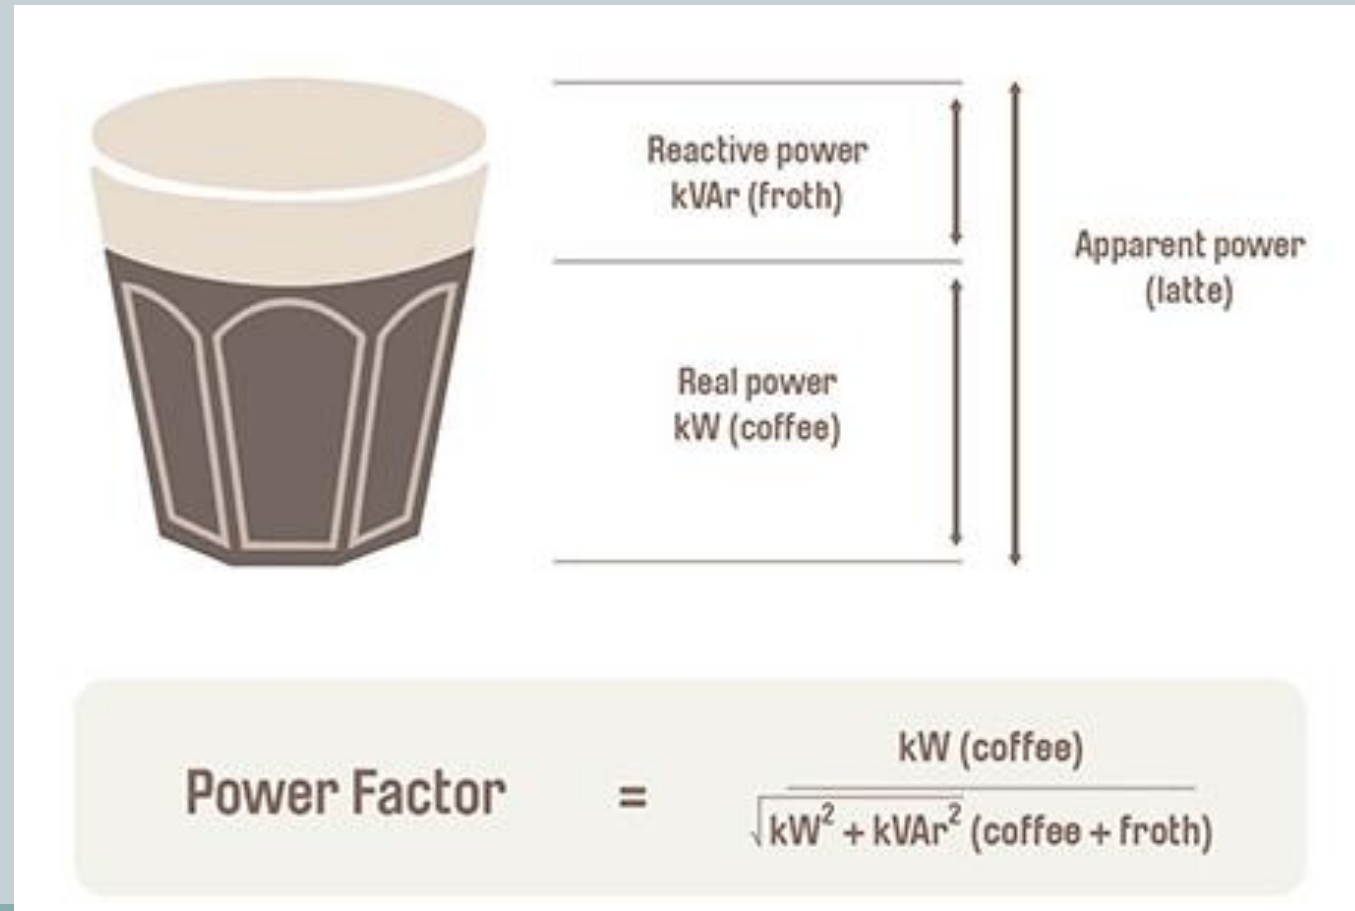 Reactive power
kVAr (froth)
Apparent power
(latte)
Real power
kW (coffee)
Power Factor = kW (coffee)
√kW² + kVAr² (coffee + froth)